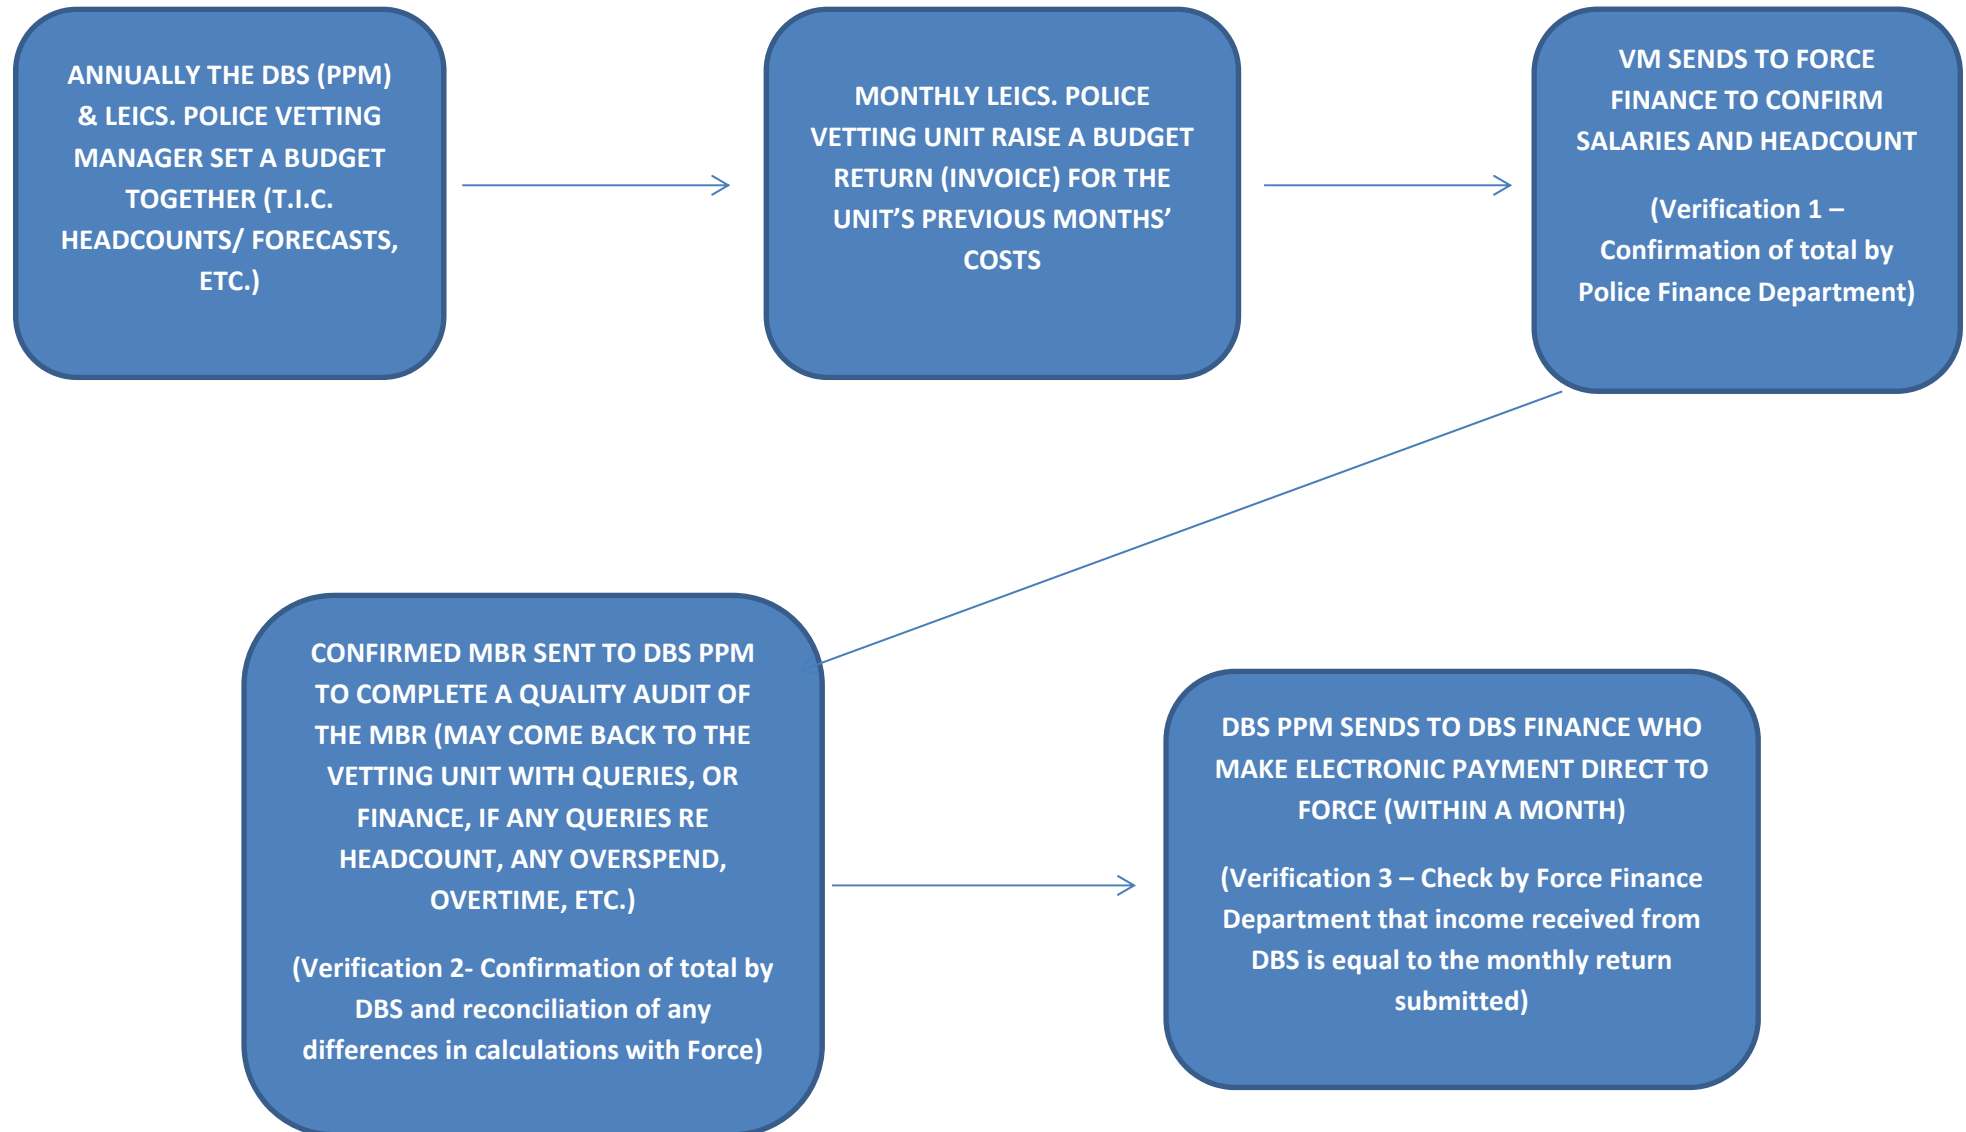 ANNUALLY THE DBS (PPM)
& LEICS. POLICE VETTING
MANAGER SET A BUDGET
TOGETHER (T.I.C.
HEADCOUNTS/ FORECASTS,
ETC.)
MONTHLY LEICS. POLICE
VETTING UNIT RAISE A BUDGET
RETURN (INVOICE) FOR THE
UNIT’S PREVIOUS MONTHS’
COSTS
VM SENDS TO FORCE
FINANCE TO CONFIRM
SALARIES AND HEADCOUNT
(Verification 1 –
Confirmation of total by
Police Finance Department)
CONFIRMED MBR SENT TO DBS PPM
TO COMPLETE A QUALITY AUDIT OF
THE MBR (MAY COME BACK TO THE
VETTING UNIT WITH QUERIES, OR
FINANCE, IF ANY QUERIES RE
HEADCOUNT, ANY OVERSPEND,
OVERTIME, ETC.)
(Verification 2- Confirmation of total by
DBS and reconciliation of any
differences in calculations with Force)
DBS PPM SENDS TO DBS FINANCE WHO
MAKE ELECTRONIC PAYMENT DIRECT TO
FORCE (WITHIN A MONTH)
(Verification 3 – Check by Force Finance
Department that income received from
DBS is equal to the monthly return
submitted)